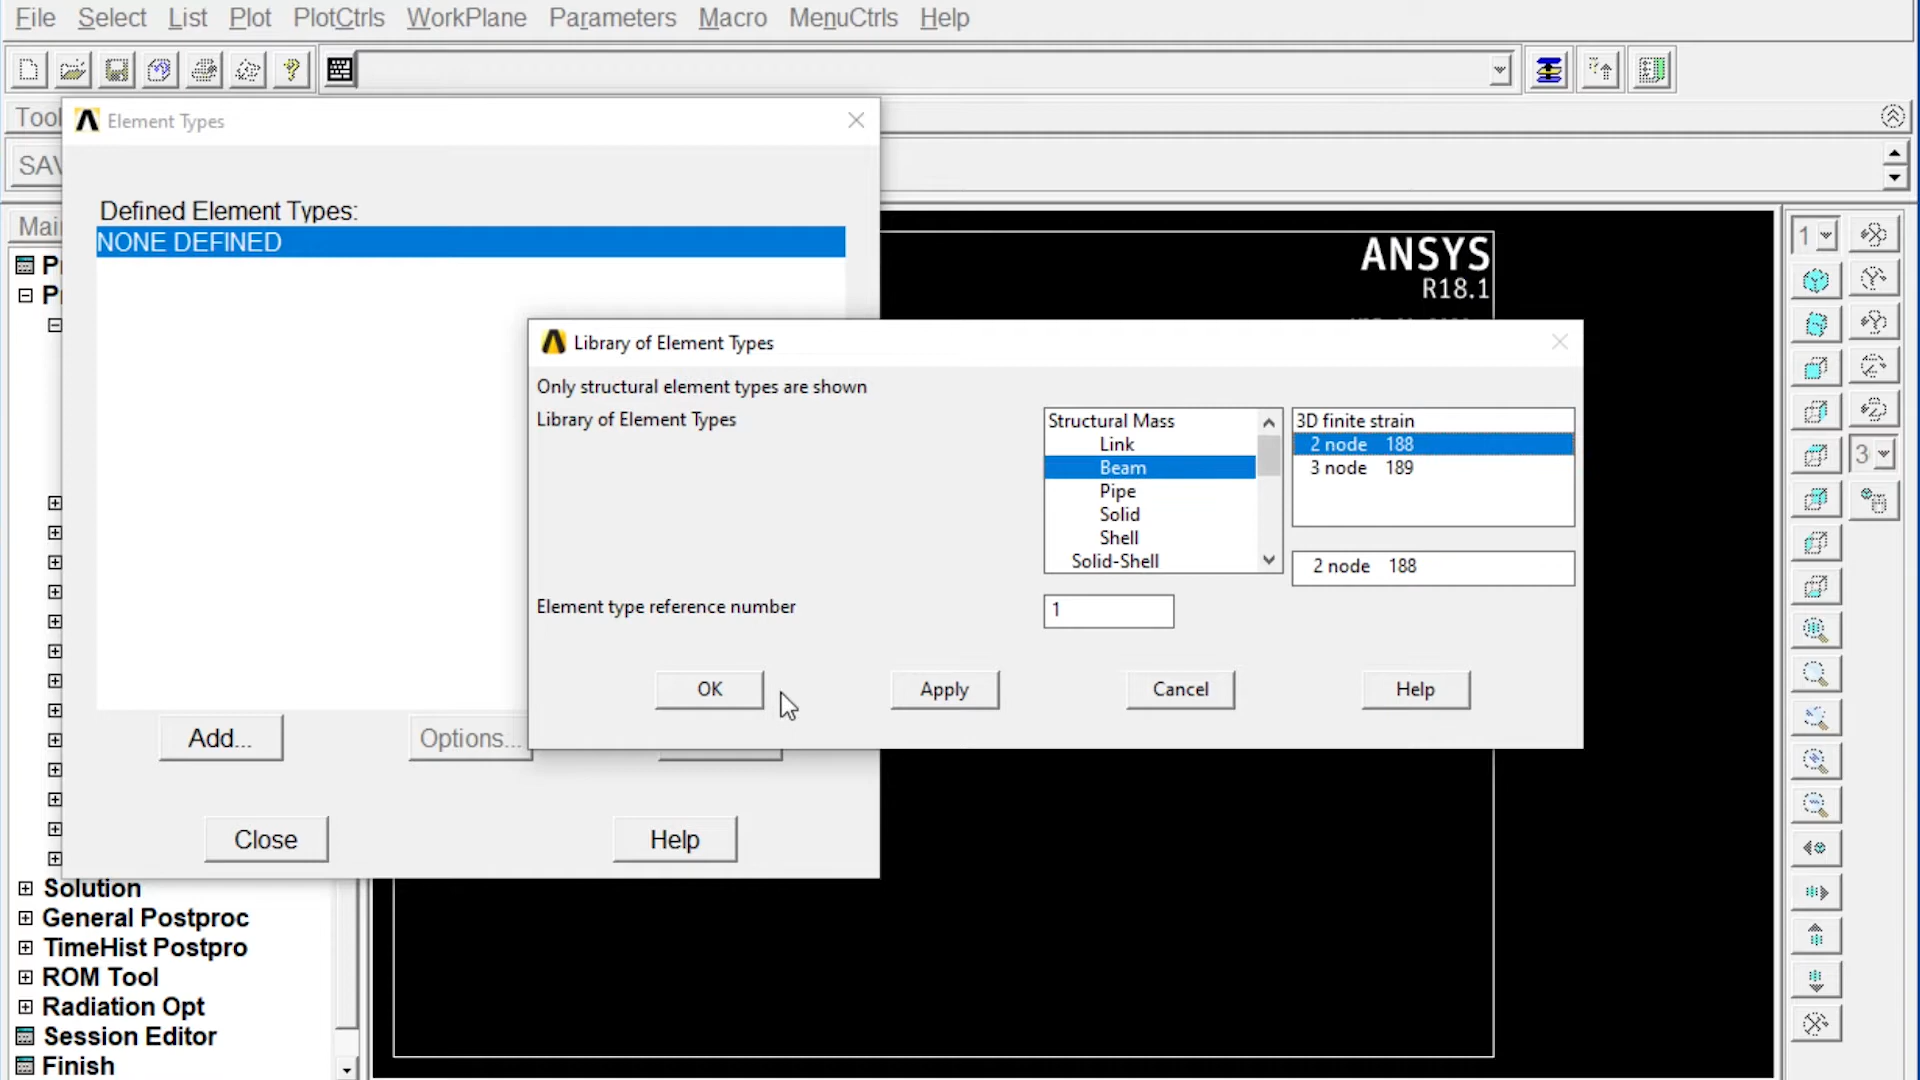 File Select List Plot PlotCtrls WorkPlane Parameters Macro MenuCtrls Help
Element Types
Defined Element Types:
NONE DEFINED
1
ANSYS
R18.1
Library of Element Types
Only structural element types are shown
Library of Element Types
Structural Mass
Link
Beam
Pipe
Solid
Shell
Solid-Shell
3D finite strain
2 node 188
3 node 189
2 node 188
3
Element type reference number
1
OK Apply Cancel Help
Add... Options...
Close Help
Solution
General Postproc
TimeHist Postpro
ROM Tool
Radiation Opt
Session Editor
Finish